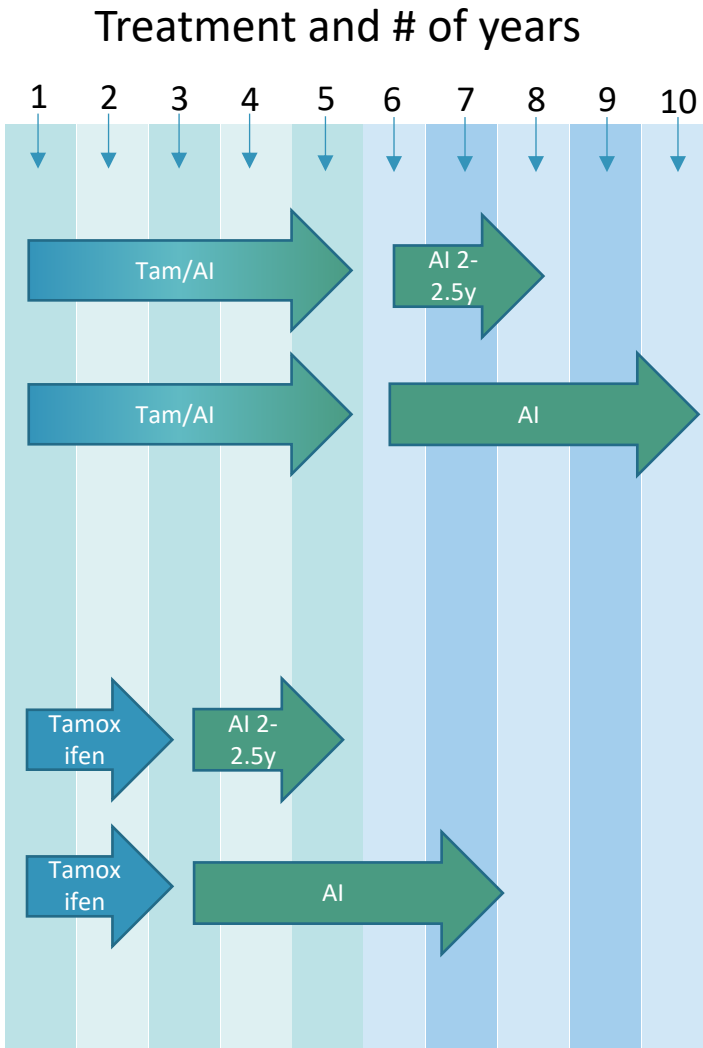 Treatment and # of years
1 2 3 4 5 6 7 8 9 10
Tam/AI
AI 2-
2.5y
Tam/AI
AI
Tamox
ifen
AI 2-
2.5y
Tamox
ifen
AI